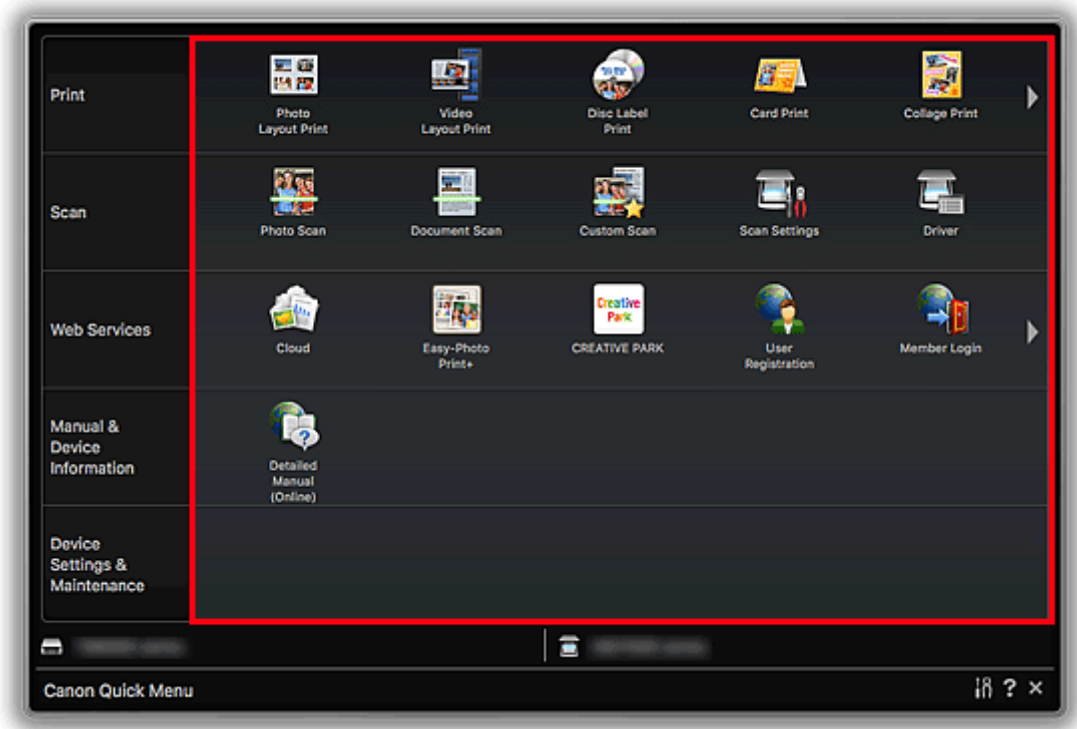 Print
Photo
Layout Print
Video
Layout Print
Disc Label
Print
Card Print
Collage Print
Scan
Photo Scan
Document Scan
Custom Scan
Scan Settings
Driver
Web Services
Cloud
Easy-Photo
Print+
Creative
Park
CREATIVE PARK
User
Registration
Member Login
Manual &
Device
Information
Detailed
Manual
(Online)
Device
Settings &
Maintenance
Canon Quick Menu
?